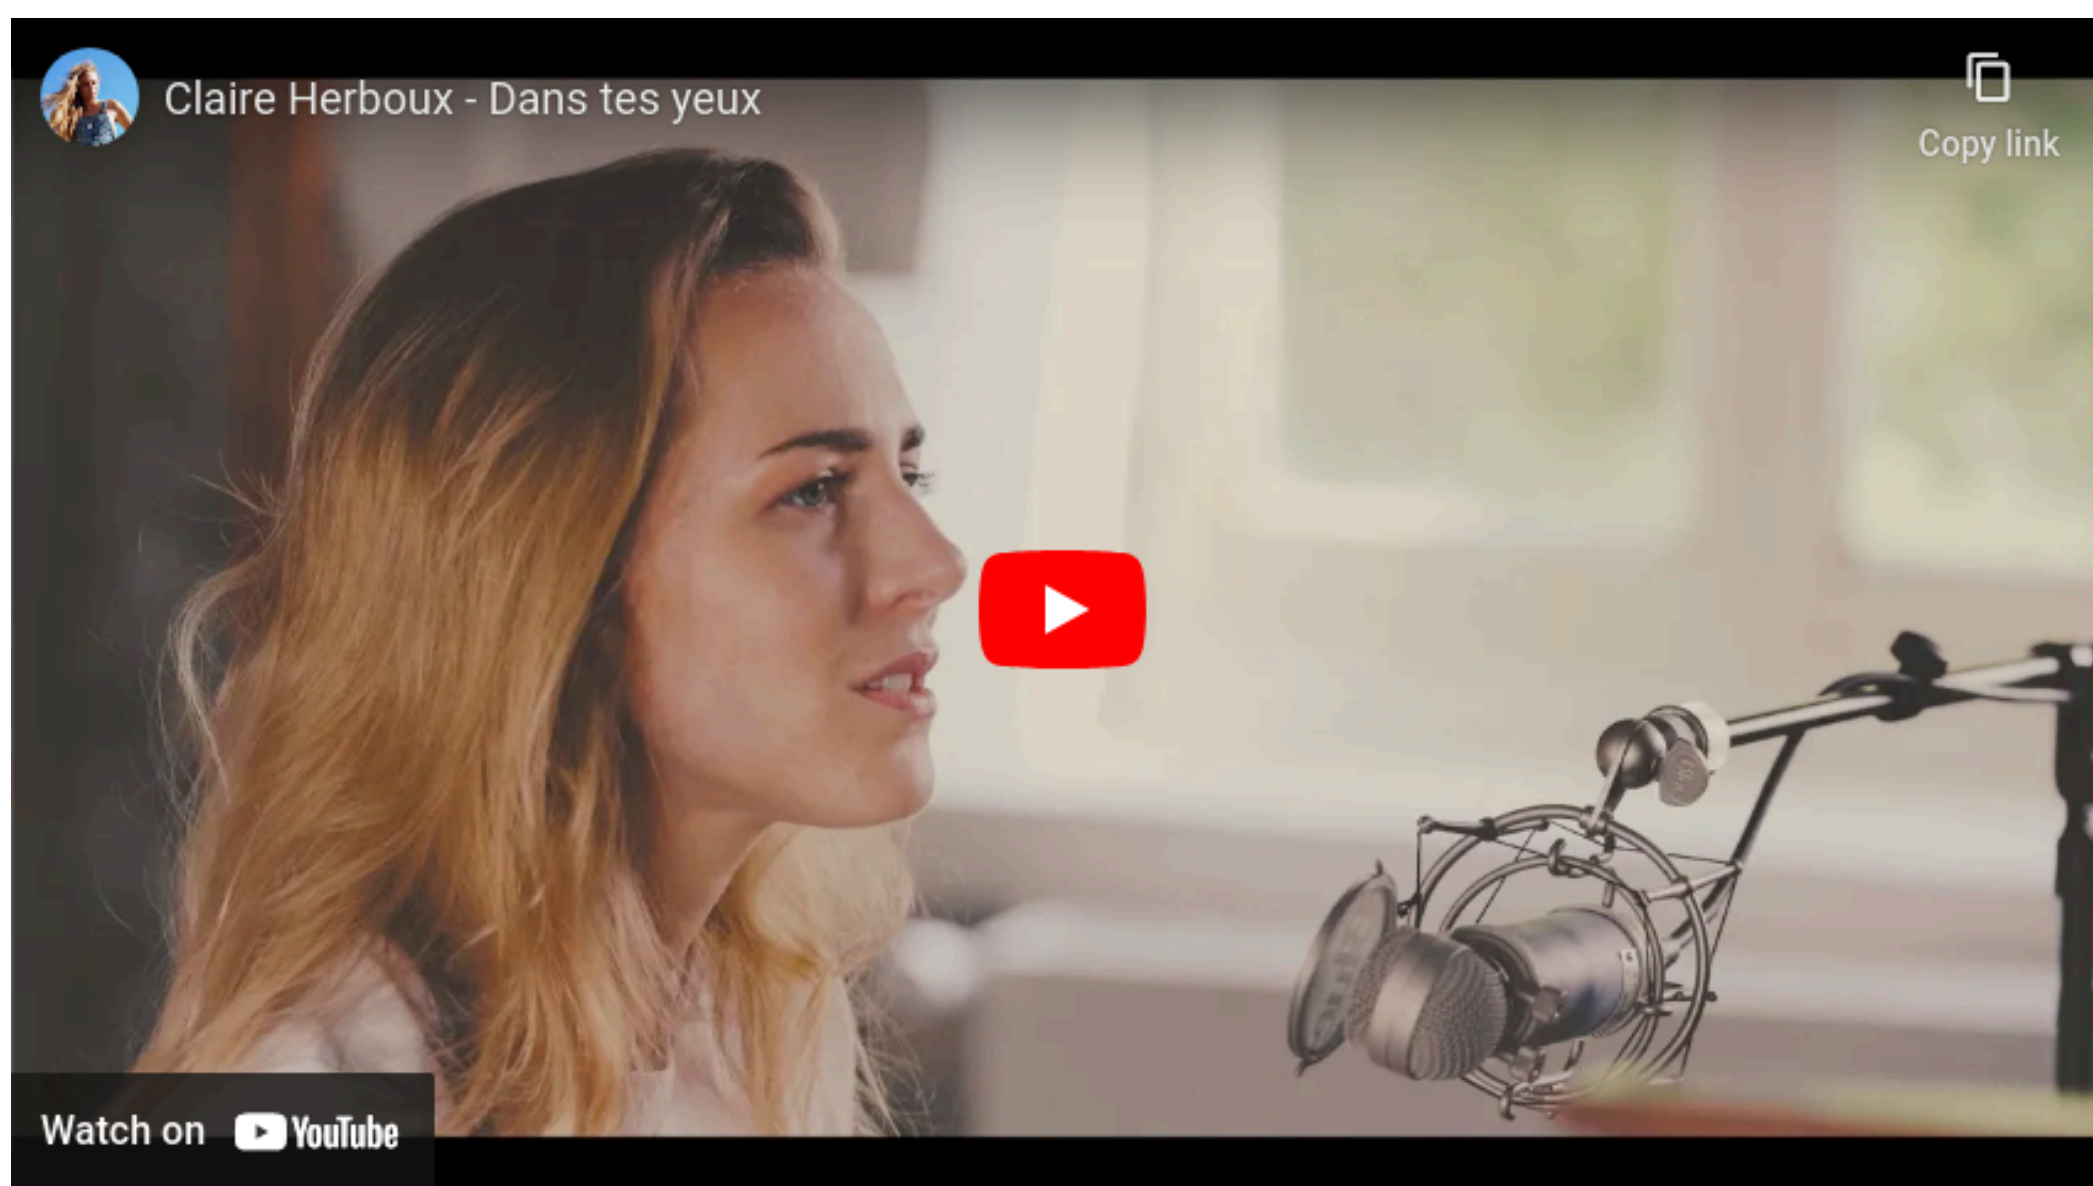 Claire Herboux - Dans tes yeux
Copy link
Watch on YouTube